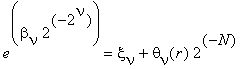 e^(β_ν 2^(-2^ν)) = ξ_ν + θ_ν(r) 2^(-N)